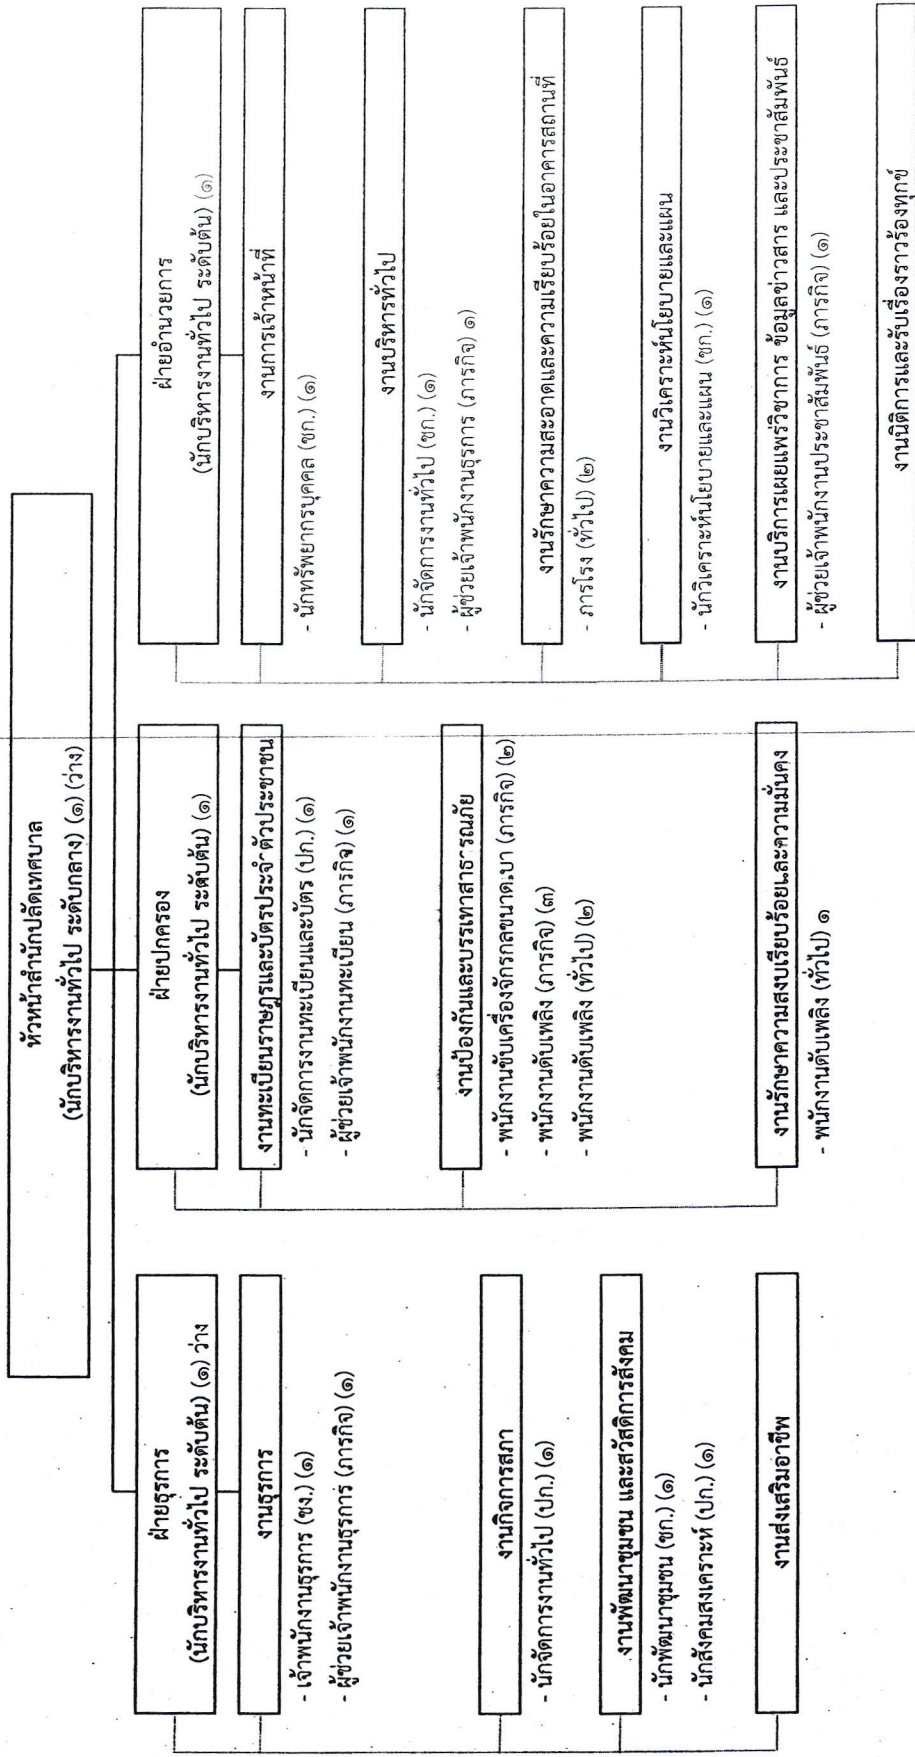 หัวหน้าสำนักปลัดเทศบาล
(นักบริหารงานทั่วไป ระดับกลาง) (๑) (ว่าง)
ฝ่ายธุรการ
(นักบริหารงานทั่วไป ระดับต้น) (๑) ว่าง
งานธุรการ
- เจ้าพนักงานธุรการ (ชง.) (๑)
- ผู้ช่วยเจ้าพนักงานธุรการ (ภารกิจ) (๑)
งานกิจการสภา
- นักจัดการงานทั่วไป (ปก.) (๑)
งานพัฒนาชุมชน และสวัสดิการสังคม
- นักพัฒนาชุมชน (ชก.) (๑)
- นักสังคมสงเคราะห์ (ปก.) (๑)
งานส่งเสริมอาชีพ
ฝ่ายปกครอง
(นักบริหารงานทั่วไป ระดับต้น) (๑)
งานทะเบียนราษฎรและบัตรประจำตัวประชาชน
- นักจัดการงานทะเบียนและบัตร (ปก.) (๑)
- ผู้ช่วยเจ้าพนักงานทะเบียน (ภารกิจ) (๑)
งานป้องกันและบรรเทาสาธารณภัย
- พนักงานขับเครื่องจักรกลขนาดเบา (ภารกิจ) (๒)
- พนักงานดับเพลิง (ภารกิจ) (๓)
- พนักงานดับเพลิง (ทั่วไป) (๒)
งานรักษาความสงบเรียบร้อยและความมั่นคง
- พนักงานดับเพลิง (ทั่วไป) ๑
ฝ่ายอำนวยการ
(นักบริหารงานทั่วไป ระดับต้น) (๑)
งานการเจ้าหน้าที่
- นักทรัพยากรบุคคล (ชก.) (๑)
งานบริหารทั่วไป
- นักจัดการงานทั่วไป (ชก.) (๑)
- ผู้ช่วยเจ้าพนักงานธุรการ (ภารกิจ) ๑)
งานรักษาความสะอาดและความเรียบร้อยในอาคารสถานที่
- ภารโรง (ทั่วไป) (๒)
งานวิเคราะห์นโยบายและแผน
- นักวิเคราะห์นโยบายและแผน (ชก.) (๑)
งานบริการเผยแพร่วิชาการ ข้อมูลข่าวสาร และประชาสัมพันธ์
- ผู้ช่วยเจ้าพนักงานประชาสัมพันธ์ (ภารกิจ) (๑)
งานนิติการและรับเรื่องราวร้องทุกข์